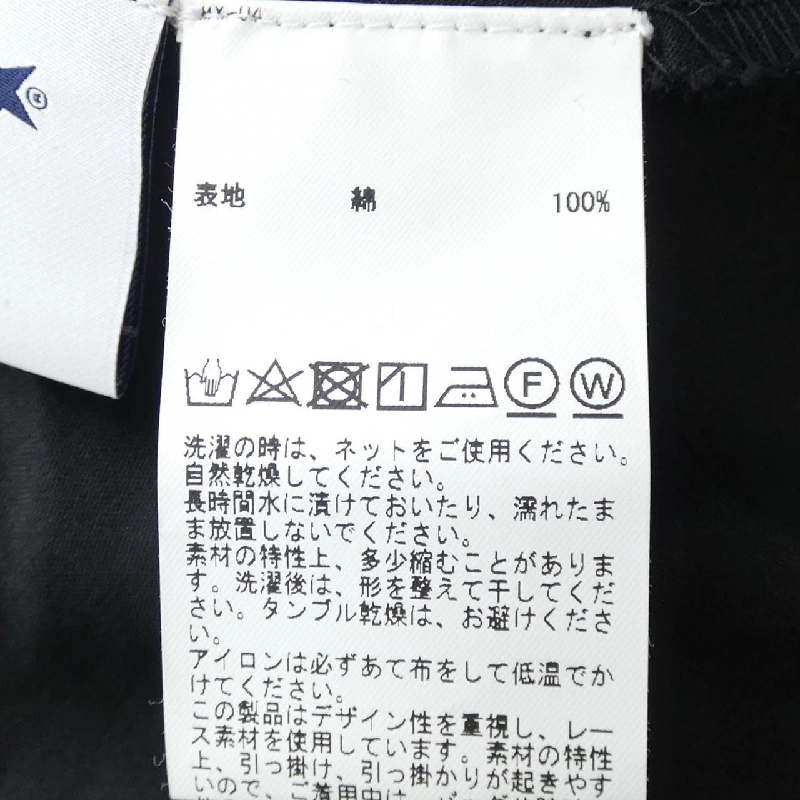 表地 綿 100%
F W
洗濯の時は、ネットをご使用ください。
自然乾燥してください。
長時間水に漬けておいたり、濡れたま
ま放置しないでください。
素材の特性上、多少縮むことがありま
す。洗濯後は、形を整えて干してくだ
さい。タンブル乾燥は、お避けくださ
い。
アイロンは必ずあて布をして低温でか
けてください。
この製品はデザイン性を重視し、レー
ス素材を使用しています。素材の特性
上、引っ掛け、引っ掛かりが起きやす
いので、ご着用中は、